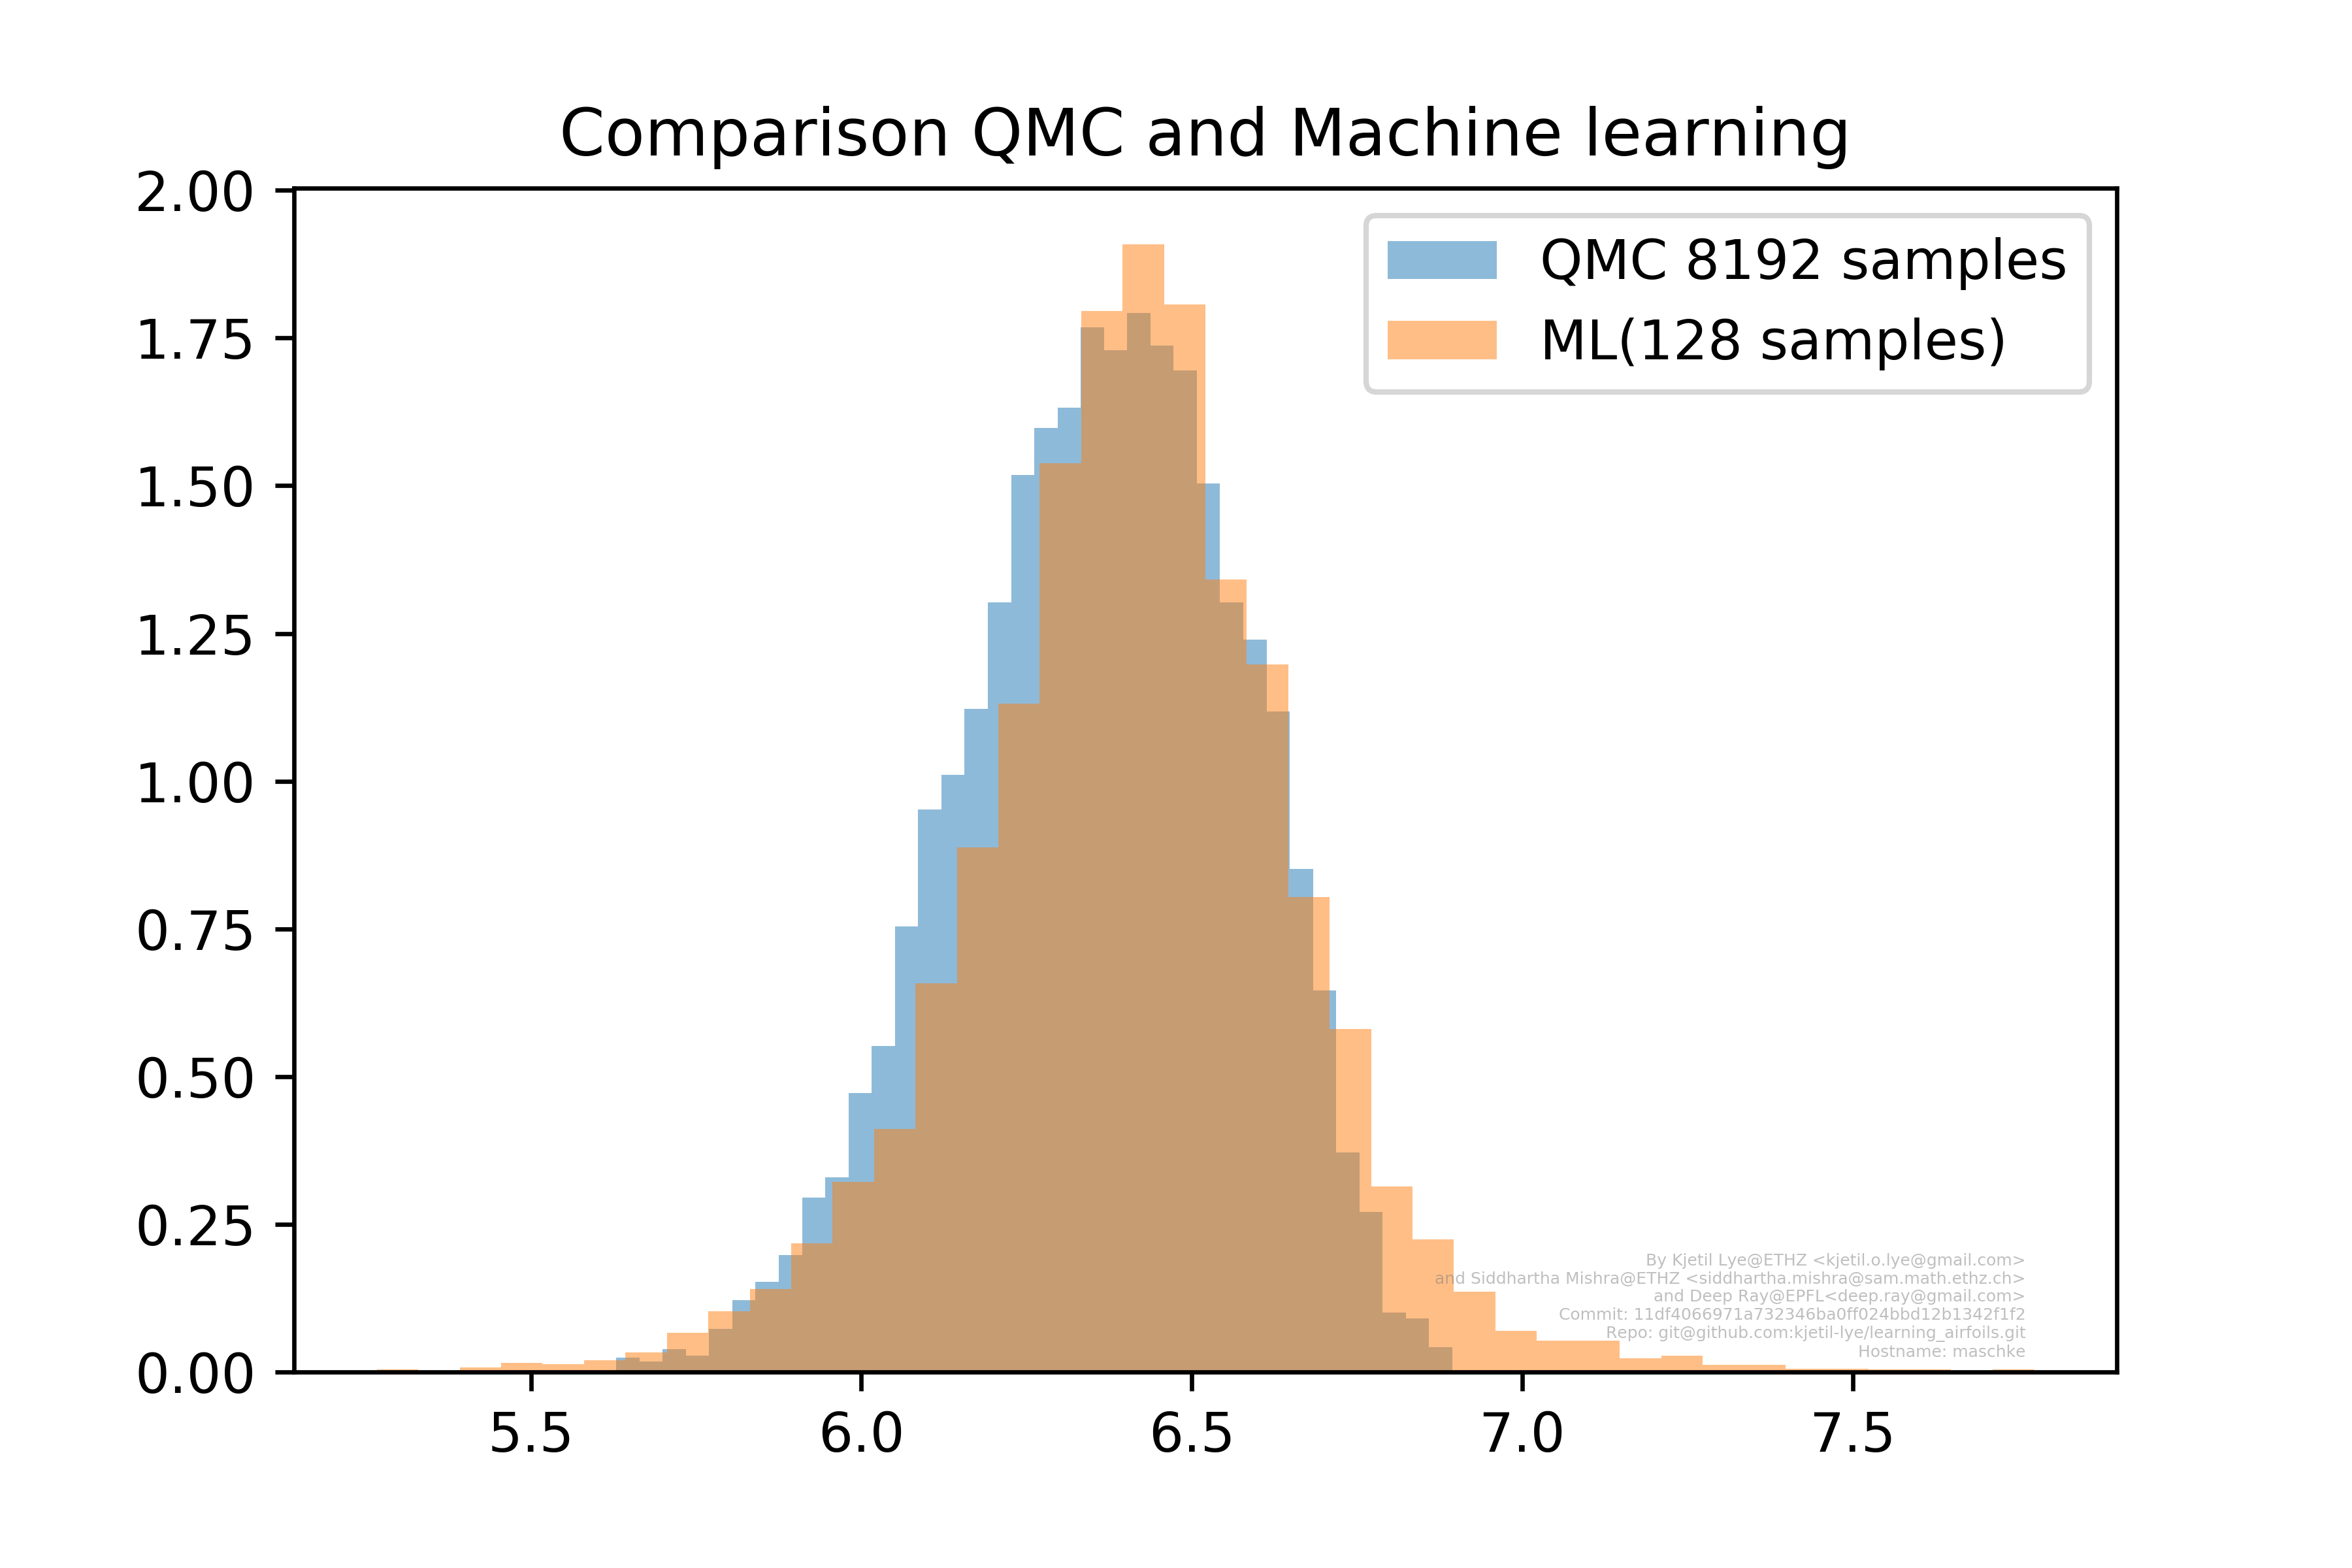 Comparison QMC and Machine learning
QMC 8192 samples
ML(128 samples)
2.00
1.75
1.50
1.25
1.00
0.75
0.50
0.25
0.00
5.5
6.0
6.5
7.0
7.5
By Kjetil Lye@ETHZ <kjetil.o.lye@gmail.com>
and Siddhartha Mishra@ETHZ <siddhartha.mishra@sam.math.ethz.ch>
and Deep Ray@EPFL<deep.ray@gmail.com>
Commit: 11df4066971a732346ba0ff024bbd12b1342f1f2
Repo: git@github.com:kjetil-lye/learning_airfoils.git
Hostname: maschke